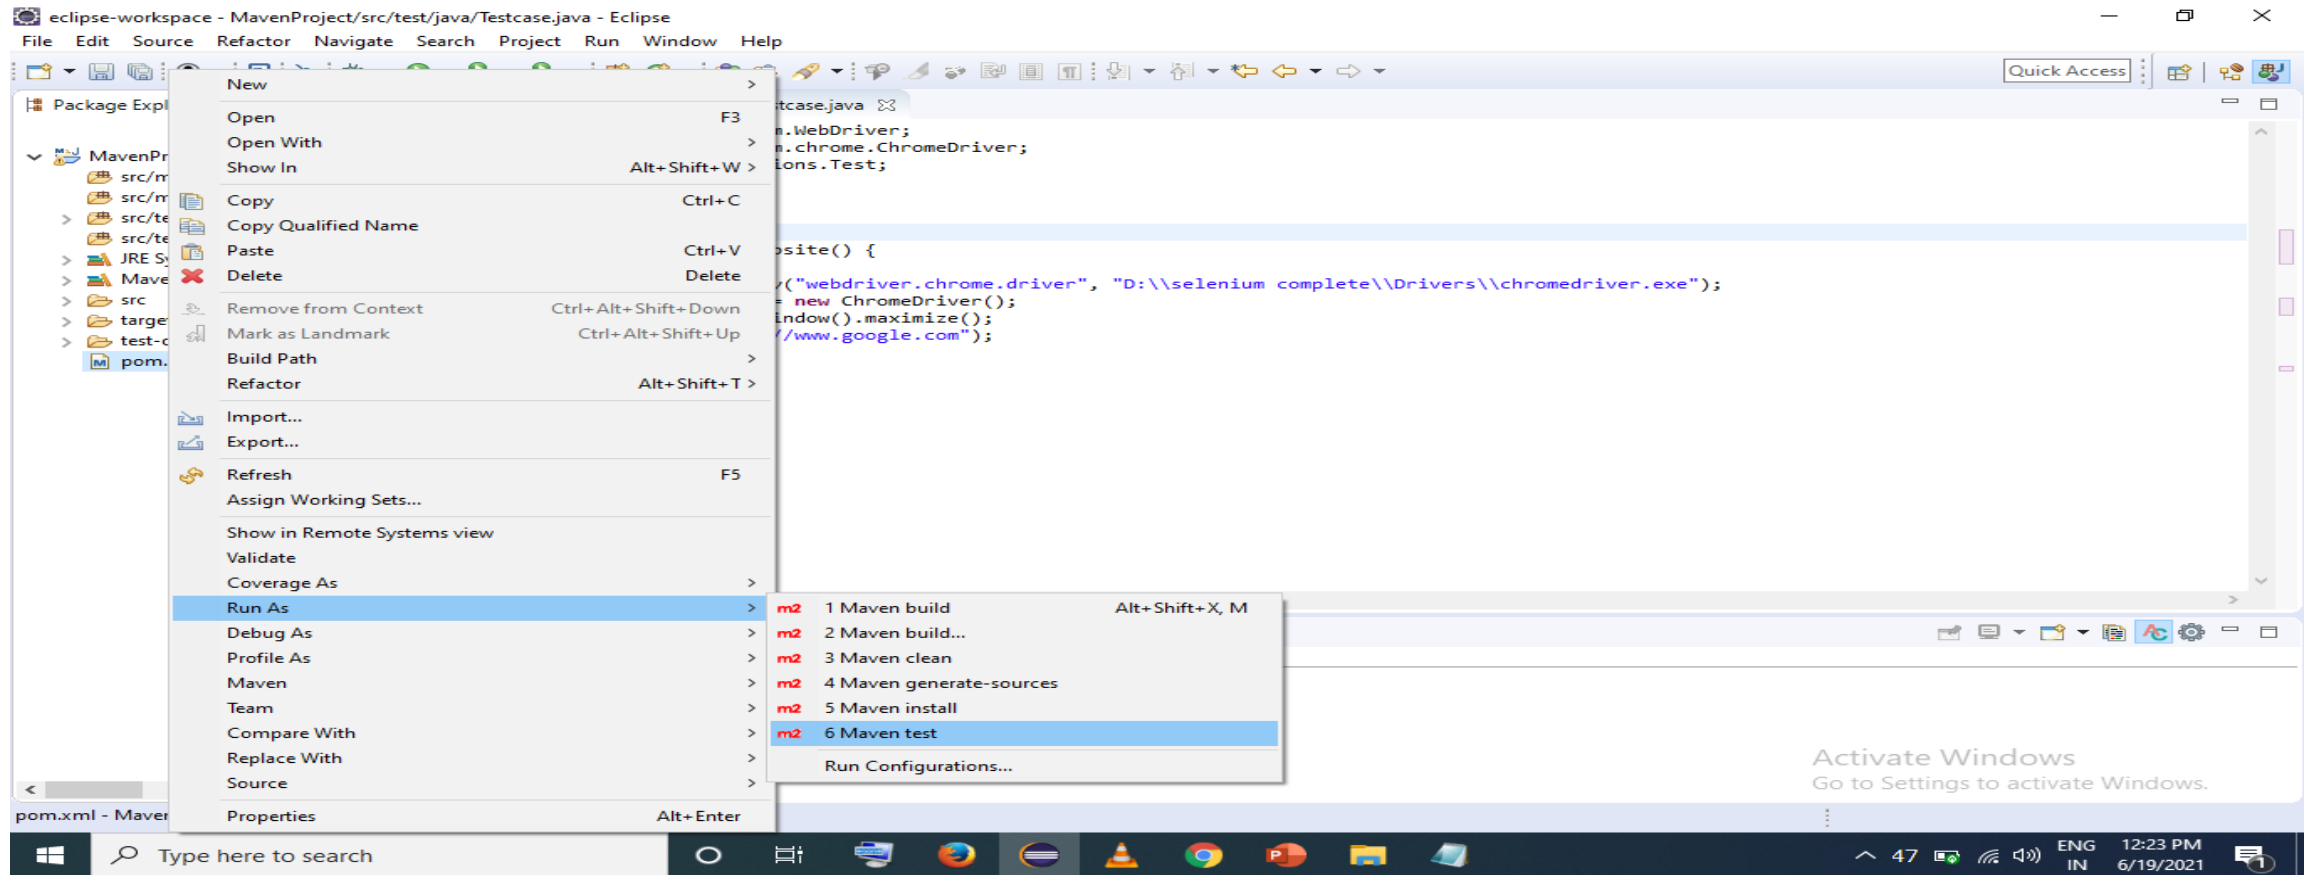 eclipse-workspace - MavenProject/src/test/java/Testcase.java - Eclipse
File Edit Source Refactor Navigate Search Project Run Window Help
Quick Access
Package Expl
tcase.java
MavenPr
src/m
src/m
src/te
src/te
JRE Sy
Mave
src
targe
test-o
pom.
New
Open F3
Open With
Show In Alt+Shift+W
Copy Ctrl+C
Copy Qualified Name
Paste Ctrl+V
Delete Delete
Remove from Context Ctrl+Alt+Shift+Down
Mark as Landmark Ctrl+Alt+Shift+Up
Build Path
Refactor Alt+Shift+T
Import...
Export...
Refresh F5
Assign Working Sets...
Show in Remote Systems view
Validate
Coverage As
Run As
Debug As
Profile As
Maven
Team
Compare With
Replace With
Source
Properties Alt+Enter
m.WebDriver;
m.chrome.ChromeDriver;
ions.Test;
bsite() {
y("webdriver.chrome.driver", "D:\\selenium complete\\Drivers\\chromedriver.exe");
= new ChromeDriver();
indow().maximize();
//www.google.com");
m2 1 Maven build Alt+Shift+X, M
m2 2 Maven build...
m2 3 Maven clean
m2 4 Maven generate-sources
m2 5 Maven install
m2 6 Maven test
Run Configurations...
Activate Windows
Go to Settings to activate Windows.
pom.xml - Maven
Type here to search
47
ENG
IN
12:23 PM
6/19/2021
1